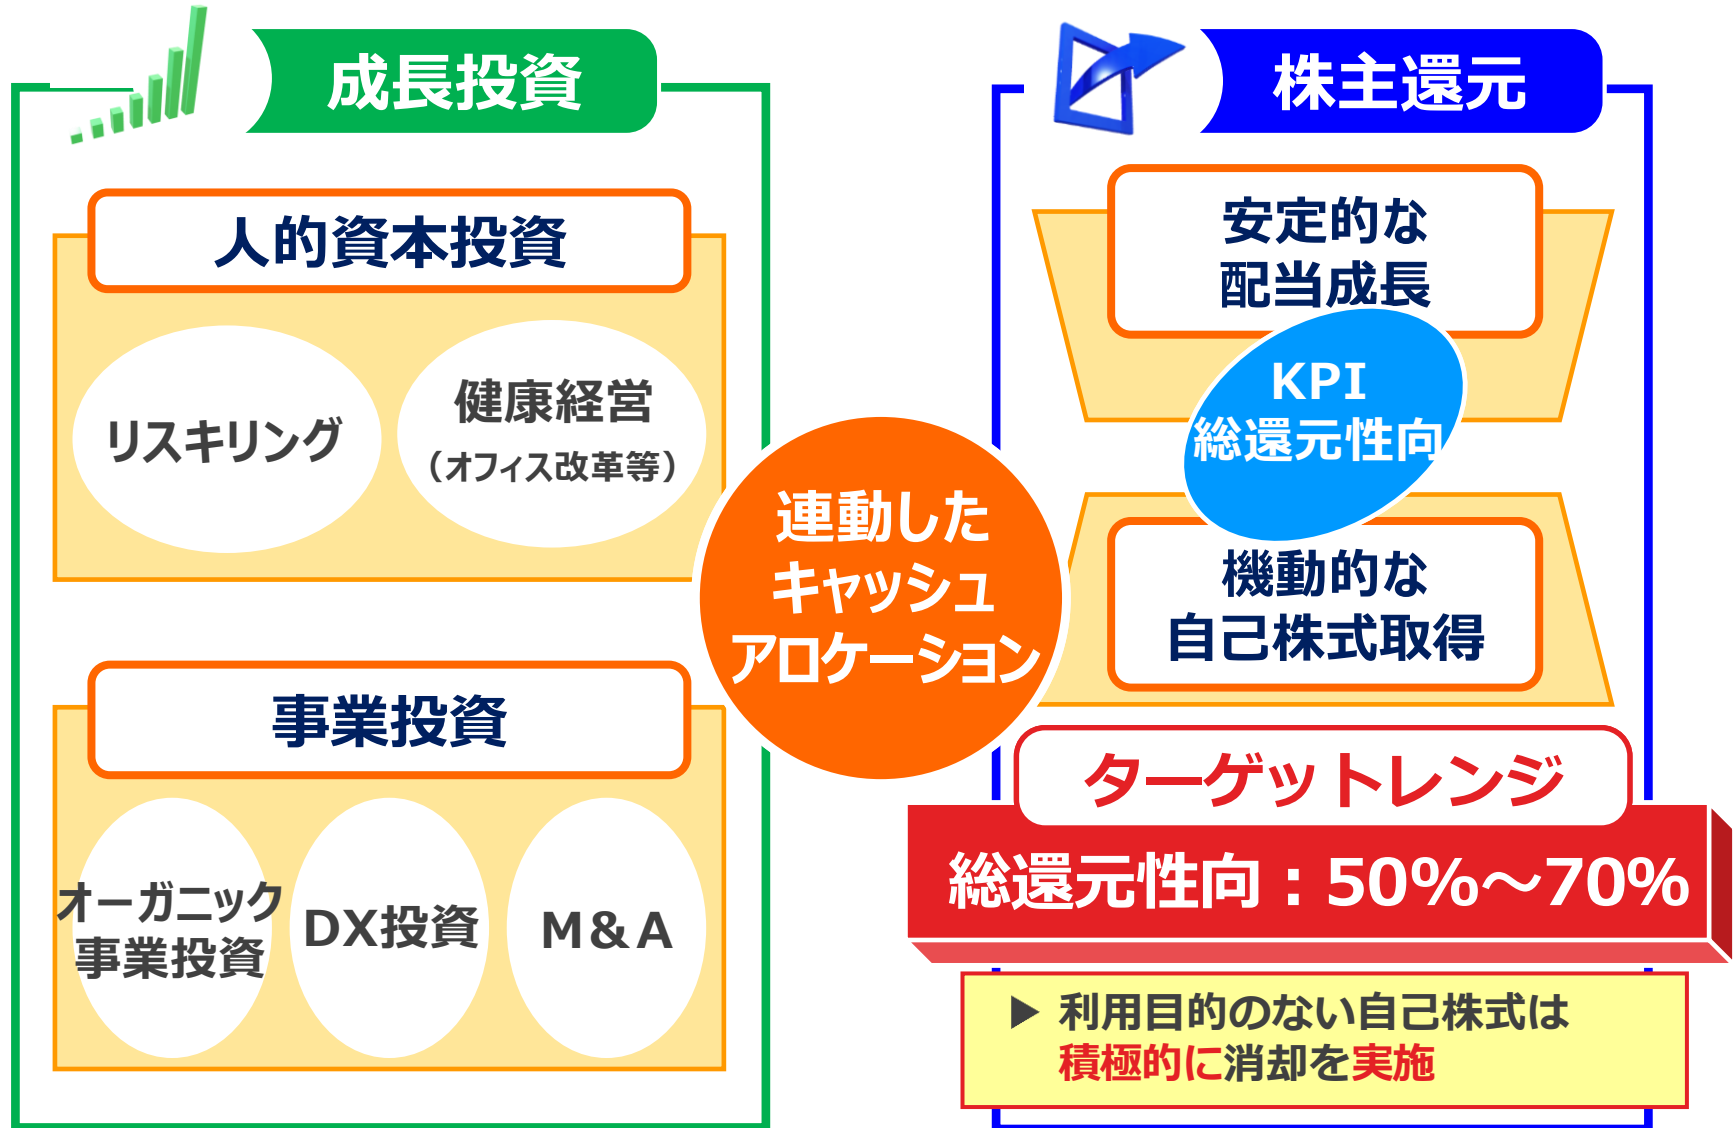 成長投資
人的資本投資
リスキリング
健康経営
（オフィス改革等）
事業投資
オーガニック
事業投資
DX投資
M＆A
連動した
キャッシュ
アロケーション
株主還元
安定的な
配当成長
KPI
総還元性向
機動的な
自己株式取得
ターゲットレンジ
総還元性向：50%～70%
▶ 利用目的のない自己株式は
積極的に消却を実施